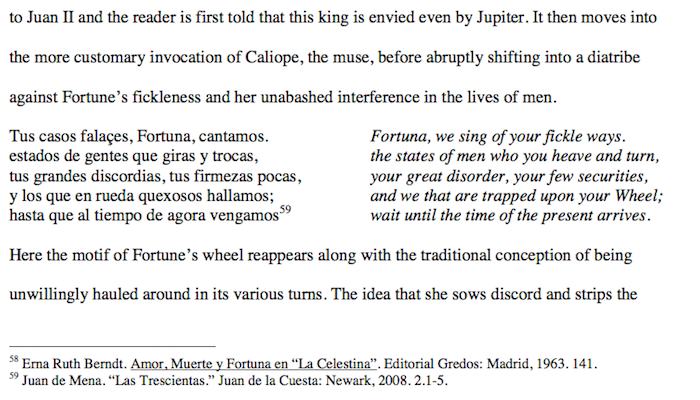 to Juan II and the reader is first told that this king is envied even by Jupiter. It then moves into
the more customary invocation of Caliope, the muse, before abruptly shifting into a diatribe
against Fortune's fickleness and her unabashed interference in the lives of men.
Tus casos falaçes, Fortuna, cantamos.
estados de gentes que giras y trocas,
tus grandes discordias, tus firmezas pocas,
y los que en rueda quexosos hallamos;
hasta que al tiempo de agora vengamos59
Fortuna, we sing of your fickle ways.
the states of men who you heave and turn,
your great disorder, your few securities,
and we that are trapped upon your Wheel;
wait until the time of the present arrives.
Here the motif of Fortune's wheel reappears along with the traditional conception of being
unwillingly hauled around in its various turns. The idea that she sows discord and strips the
58 Erna Ruth Berndt. Amor, Muerte y Fortuna en "La Celestina". Editorial Gredos: Madrid, 1963. 141.
59 Juan de Mena. "Las Trescientas." Juan de la Cuesta: Newark, 2008. 2.1-5.